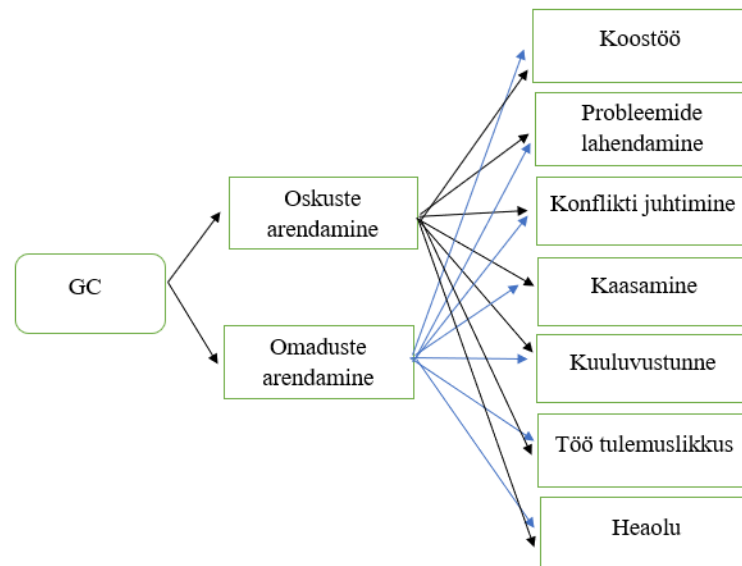 GC
Oskuste
arendamine
Omaduste
arendamine
Koostöö
Probleemide
lahendamine
Konflikti juhtimine
Kaasamine
Kuuluvustunne
Töö tulemuslikkus
Heaolu